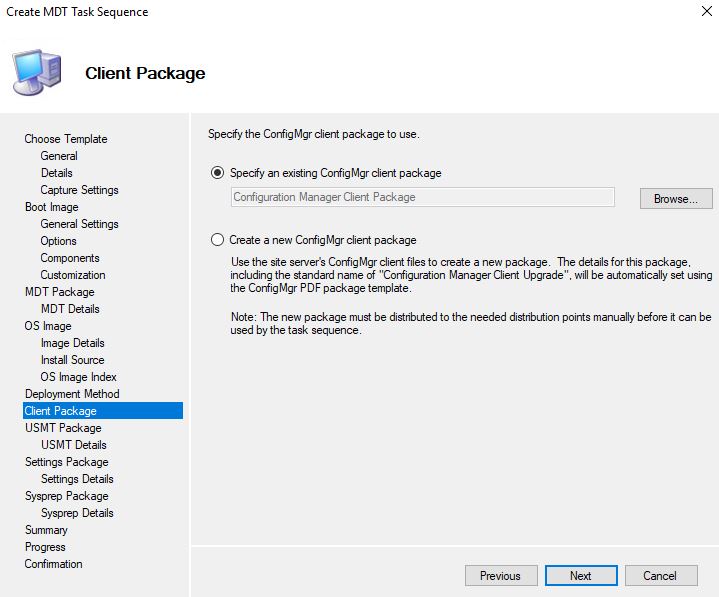 Create MDT Task Sequence
Client Package
Choose Template
General
Details
Capture Settings
Boot Image
General Settings
Options
Components
Customization
MDT Package
MDT Details
OS Image
Image Details
Install Source
OS Image Index
Deployment Method
Client Package
USMT Package
USMT Details
Settings Package
Settings Details
Sysprep Package
Sysprep Details
Summary
Progress
Confirmation
Specify the ConfigMgr client package to use.
Specify an existing ConfigMgr client package
Configuration Manager Client Package
Browse...
Create a new ConfigMgr client package
Use the site server's ConfigMgr client files to create a new package. The details for this package,
including the standard name of "Configuration Manager Client Upgrade", will be automatically set using
the ConfigMgr PDF package template.
Note: The new package must be distributed to the needed distribution points manually before it can be
used by the task sequence.
Previous
Next
Cancel